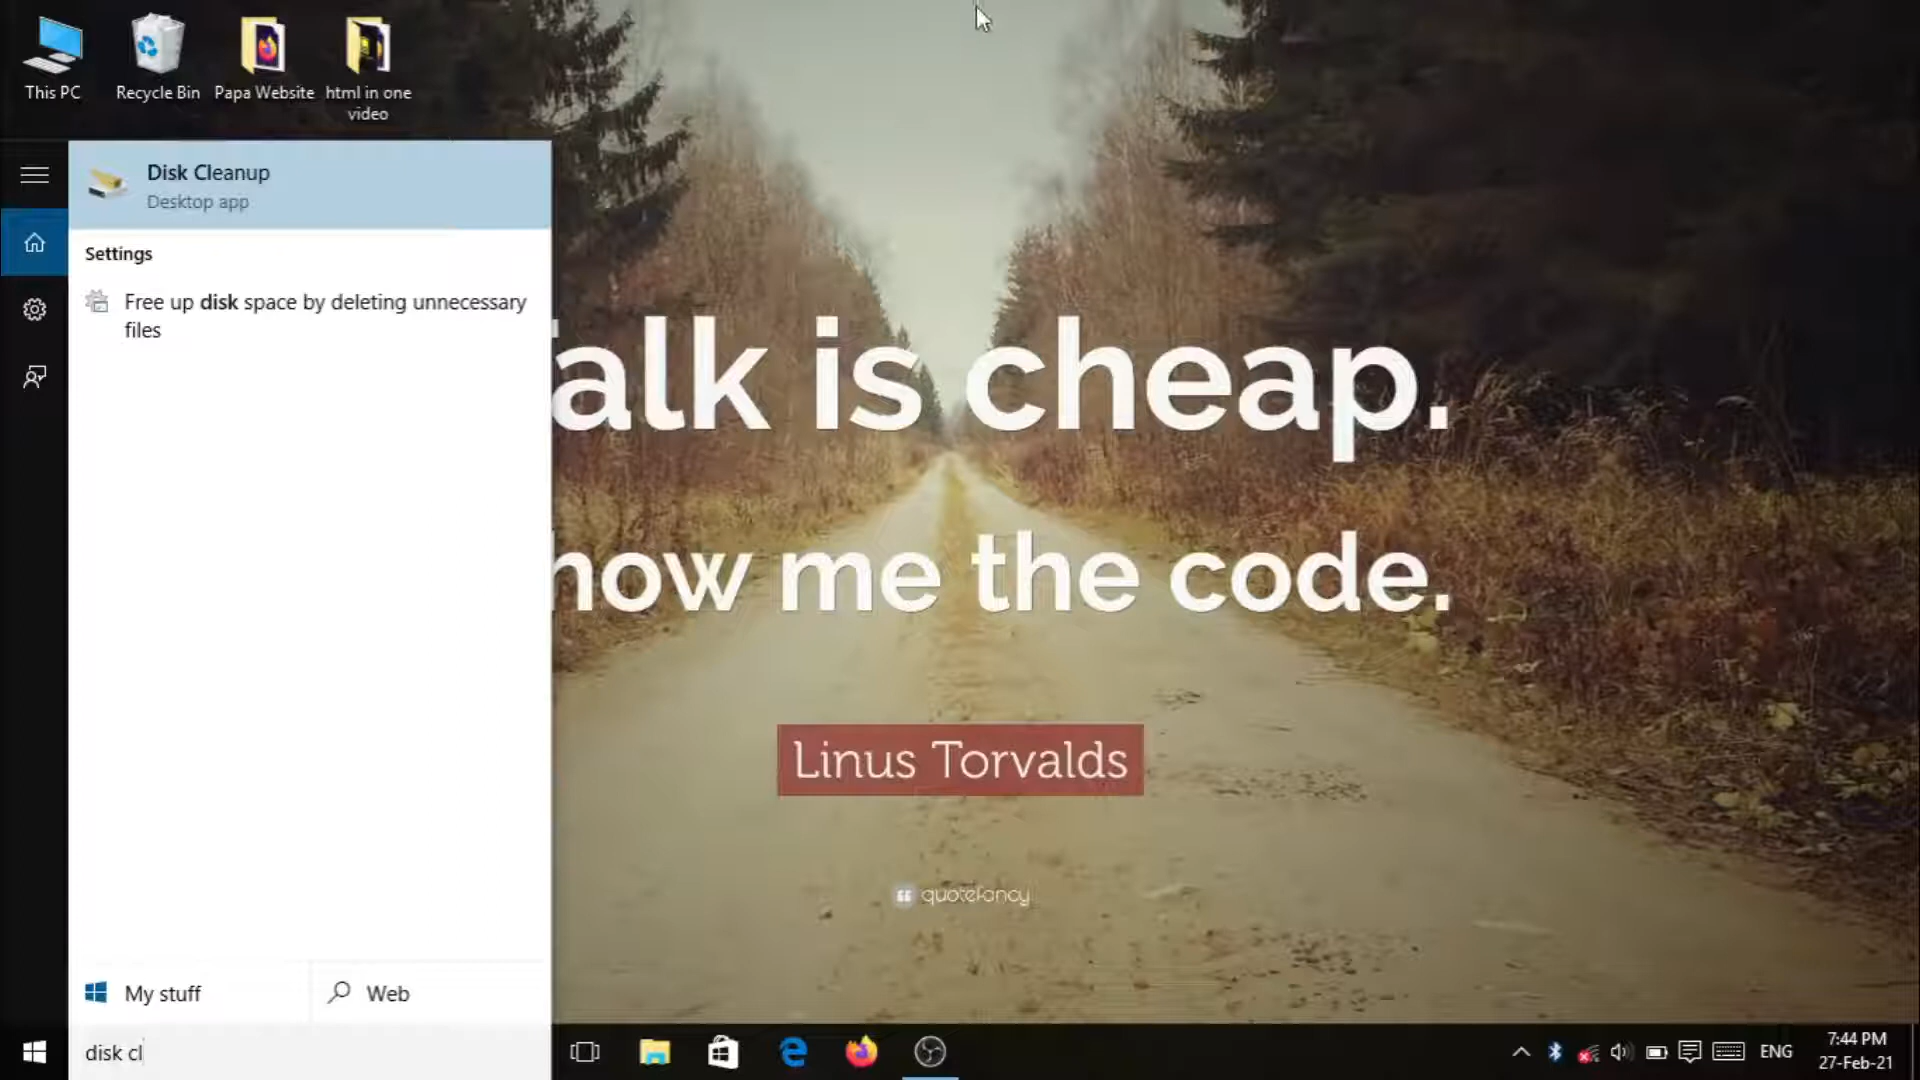 This PC
Recycle Bin
Papa Website
html in one
video
Disk Cleanup
Desktop app
Settings
Free up disk space by deleting unnecessary
files
alk is cheap.
how me the code.
Linus Torvalds
quotefancy
My stuff
Web
disk cl
ENG
7:44 PM
27-Feb-21